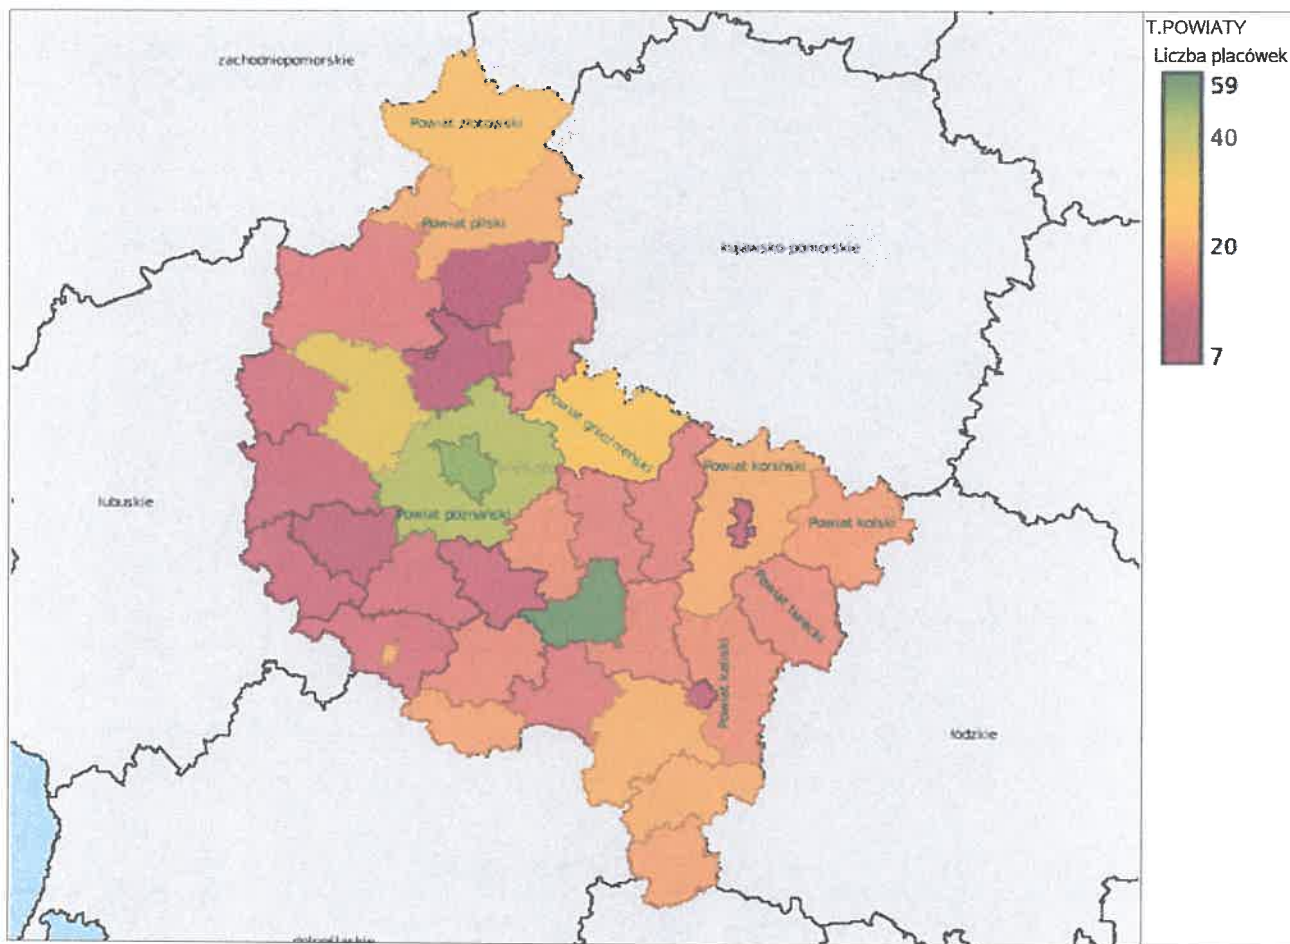 T.POWIATY
Liczba placówek
59
40
20
7
zachodniopomorskie
Powiat złotowski
Powiat pilski
kujawsko-pomorskie
Powiat gnieźnieński
Powiat koniński
lubuskie
Powiat poznański
Powiat kolski
Powiat turecki
Powiat kaliski
łódzkie
dolnośląskie